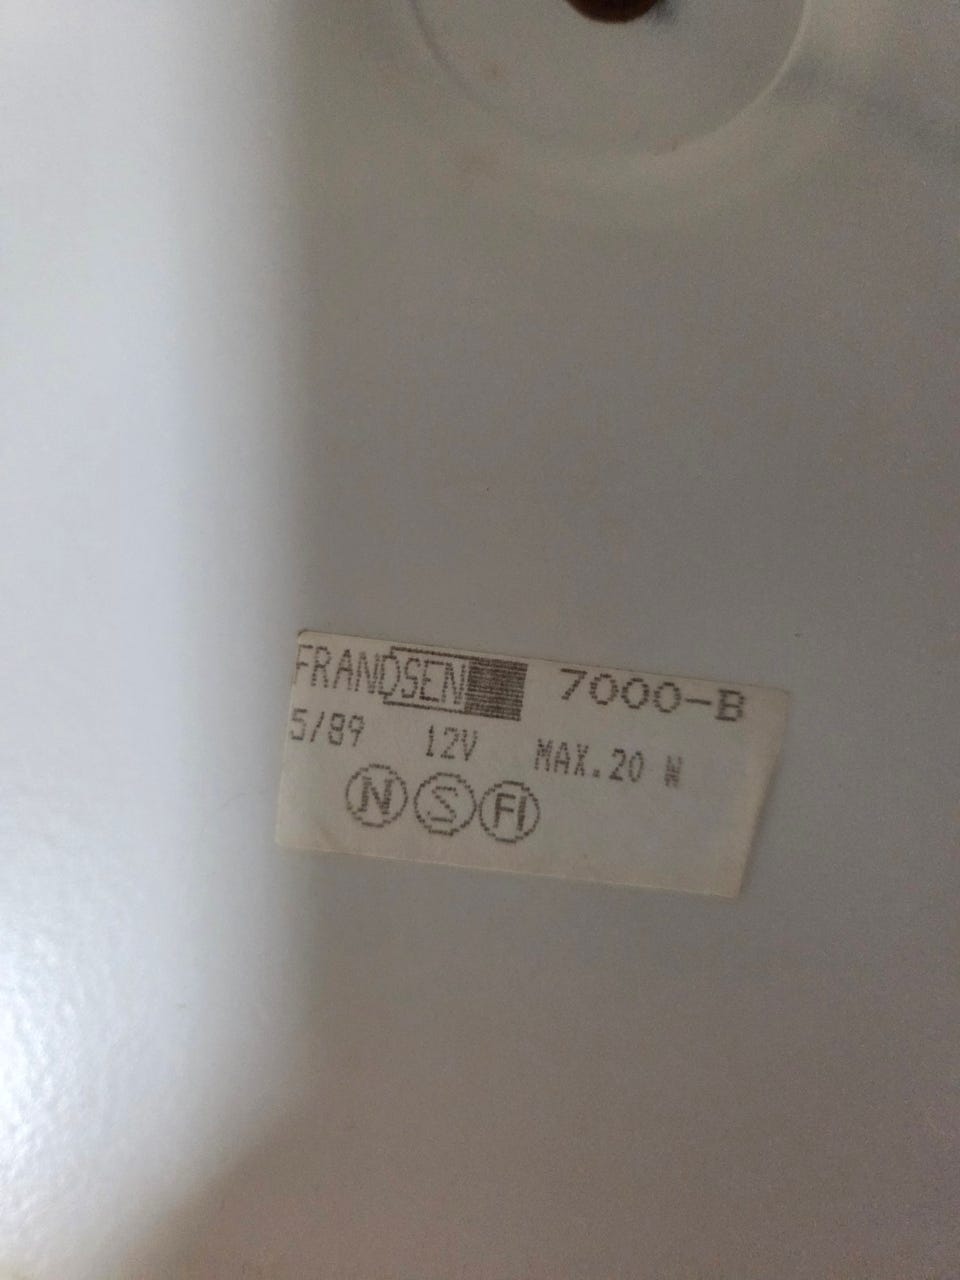 FRANDSEN 7000-B
5/89 12V MAX.20 W
N S FI